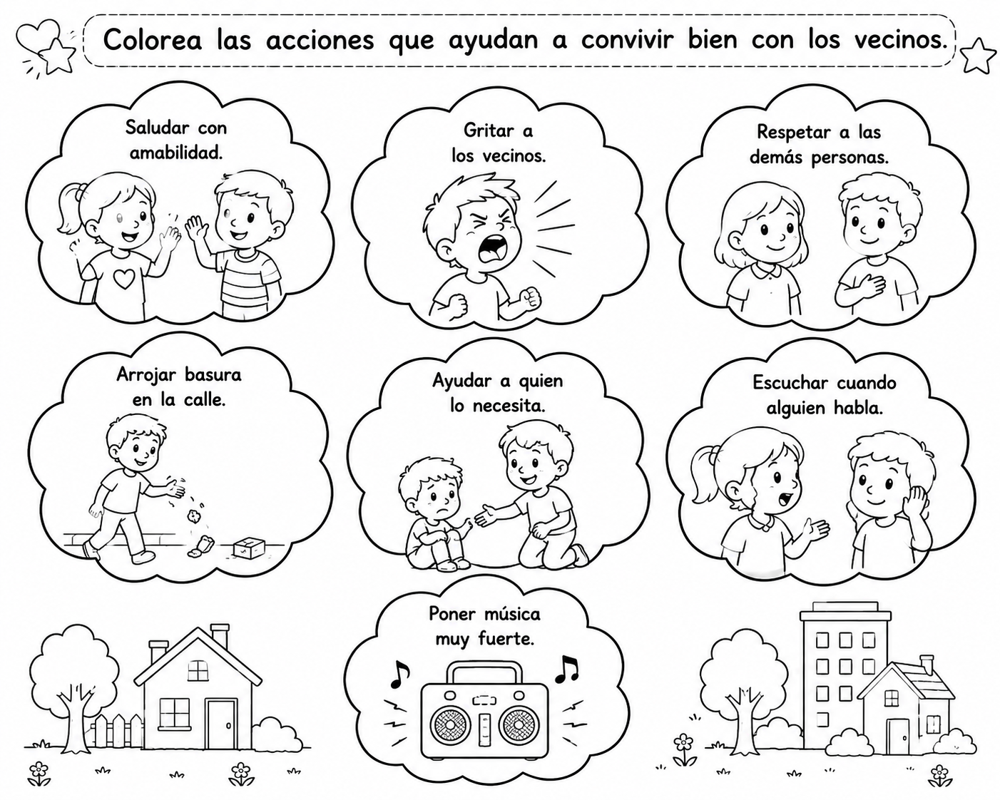 Colorea las acciones que ayudan a convivir bien con los vecinos.
Saludar con
amabilidad.
Gritar a
los vecinos.
Respetar a las
demás personas.
Arrojar basura
en la calle.
Ayudar a quien
lo necesita.
Escuchar cuando
alguien habla.
Poner música
muy fuerte.